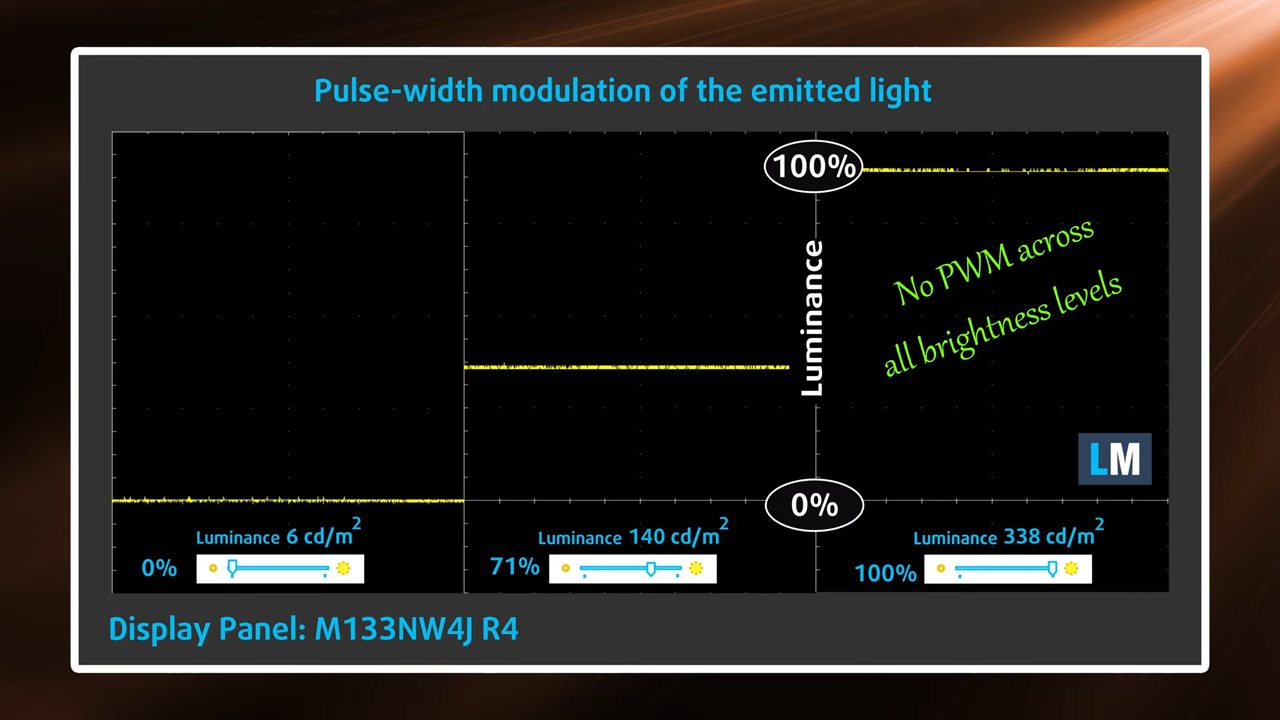 Pulse-width modulation of the emitted light
100%
Luminance
No PWM across
all brightness levels
LM
0%
Luminance 6 cd/m²
0%
Luminance 140 cd/m²
71%
Luminance 338 cd/m²
100%
Display Panel: M133NW4J R4